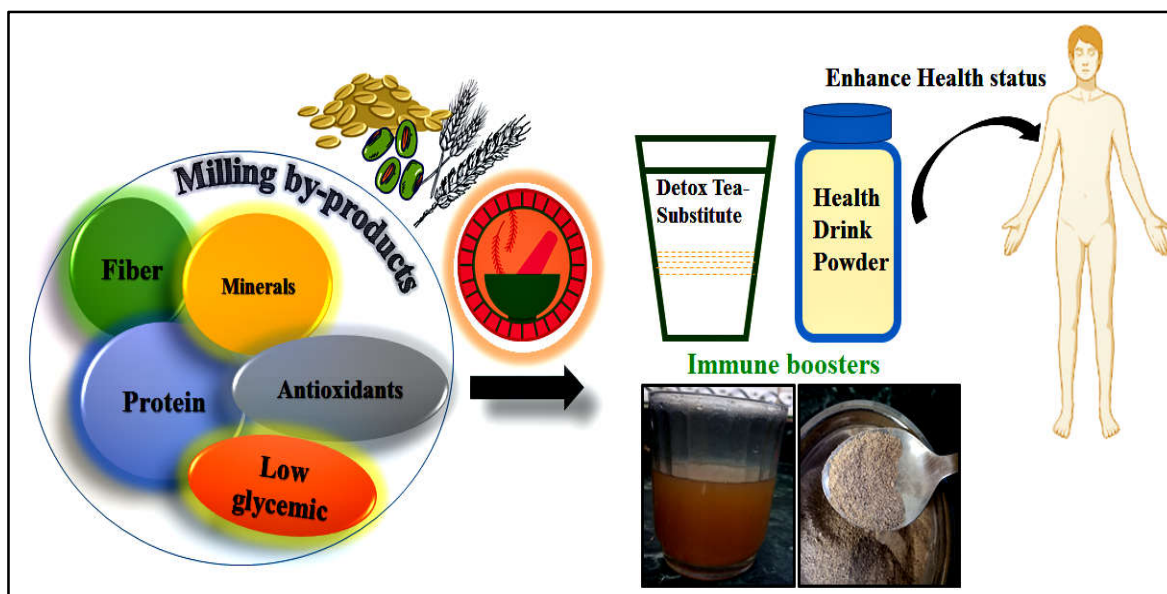 Milling by-products
Fiber
Minerals
Protein
Antioxidants
Low
glycemic
Detox Tea-
Substitute
Health
Drink
Powder
Enhance Health status
Immune boosters